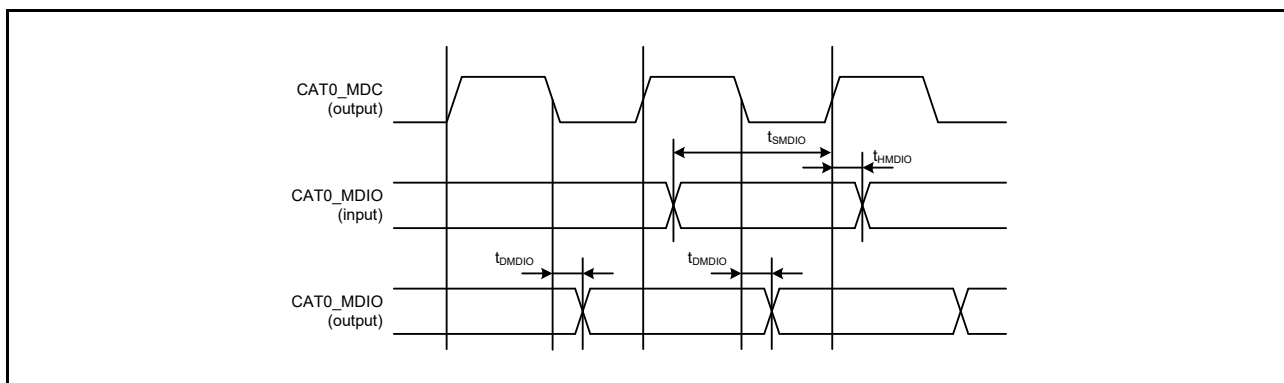 CAT0_MDC
(output)
tSMDIO
tHMDIO
CAT0_MDIO
(input)
tDMDIO
tDMDIO
CAT0_MDIO
(output)